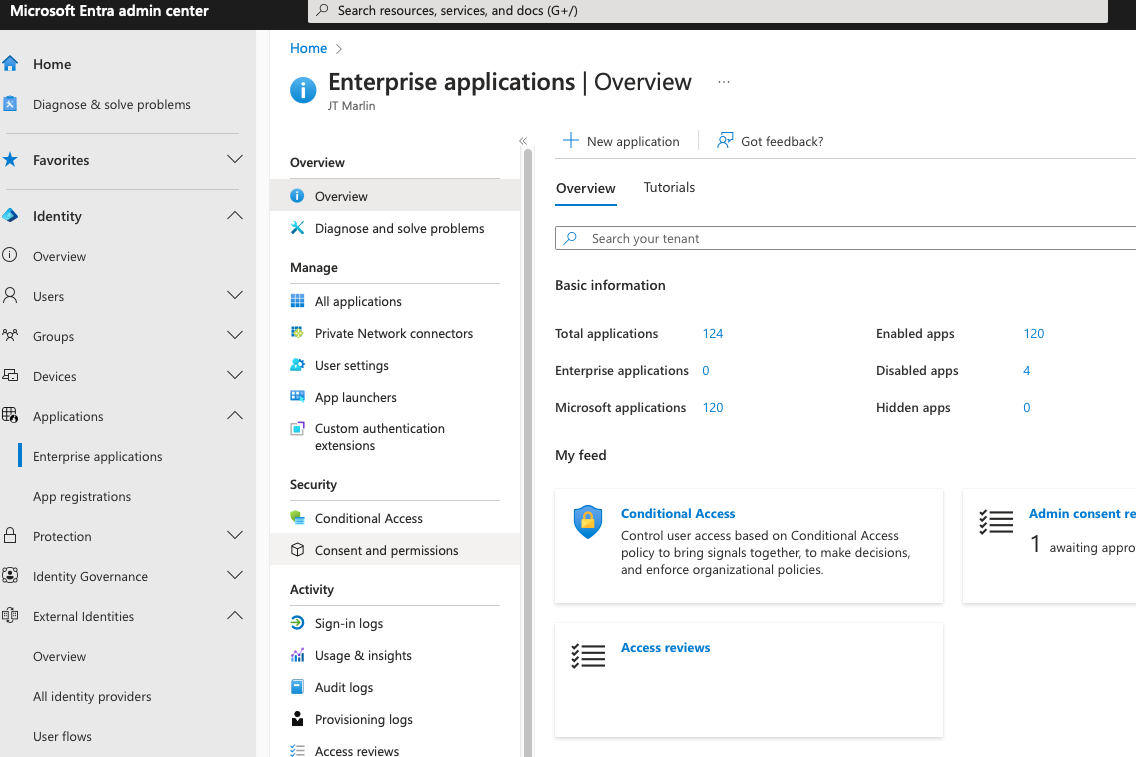 Microsoft Entra admin center
Search resources, services, and docs (G+/)
Home
Diagnose & solve problems
Favorites
Identity
Overview
Users
Groups
Devices
Applications
Enterprise applications
App registrations
Protection
Identity Governance
External Identities
Overview
All identity providers
User flows
Home
Enterprise applications | Overview
...
JT Marlin
Overview
Overview
Diagnose and solve problems
Manage
All applications
Private Network connectors
User settings
App launchers
Custom authentication
extensions
Security
Conditional Access
Consent and permissions
Activity
Sign-in logs
Usage & insights
Audit logs
Provisioning logs
Access reviews
New application
Got feedback?
Overview Tutorials
Search your tenant
Basic information
Total applications 124 Enabled apps 120
Enterprise applications 0 Disabled apps 4
Microsoft applications 120 Hidden apps 0
My feed
Conditional Access
Control user access based on Conditional Access
policy to bring signals together, to make decisions,
and enforce organizational policies.
Admin consent re
1 awaiting appro
Access reviews